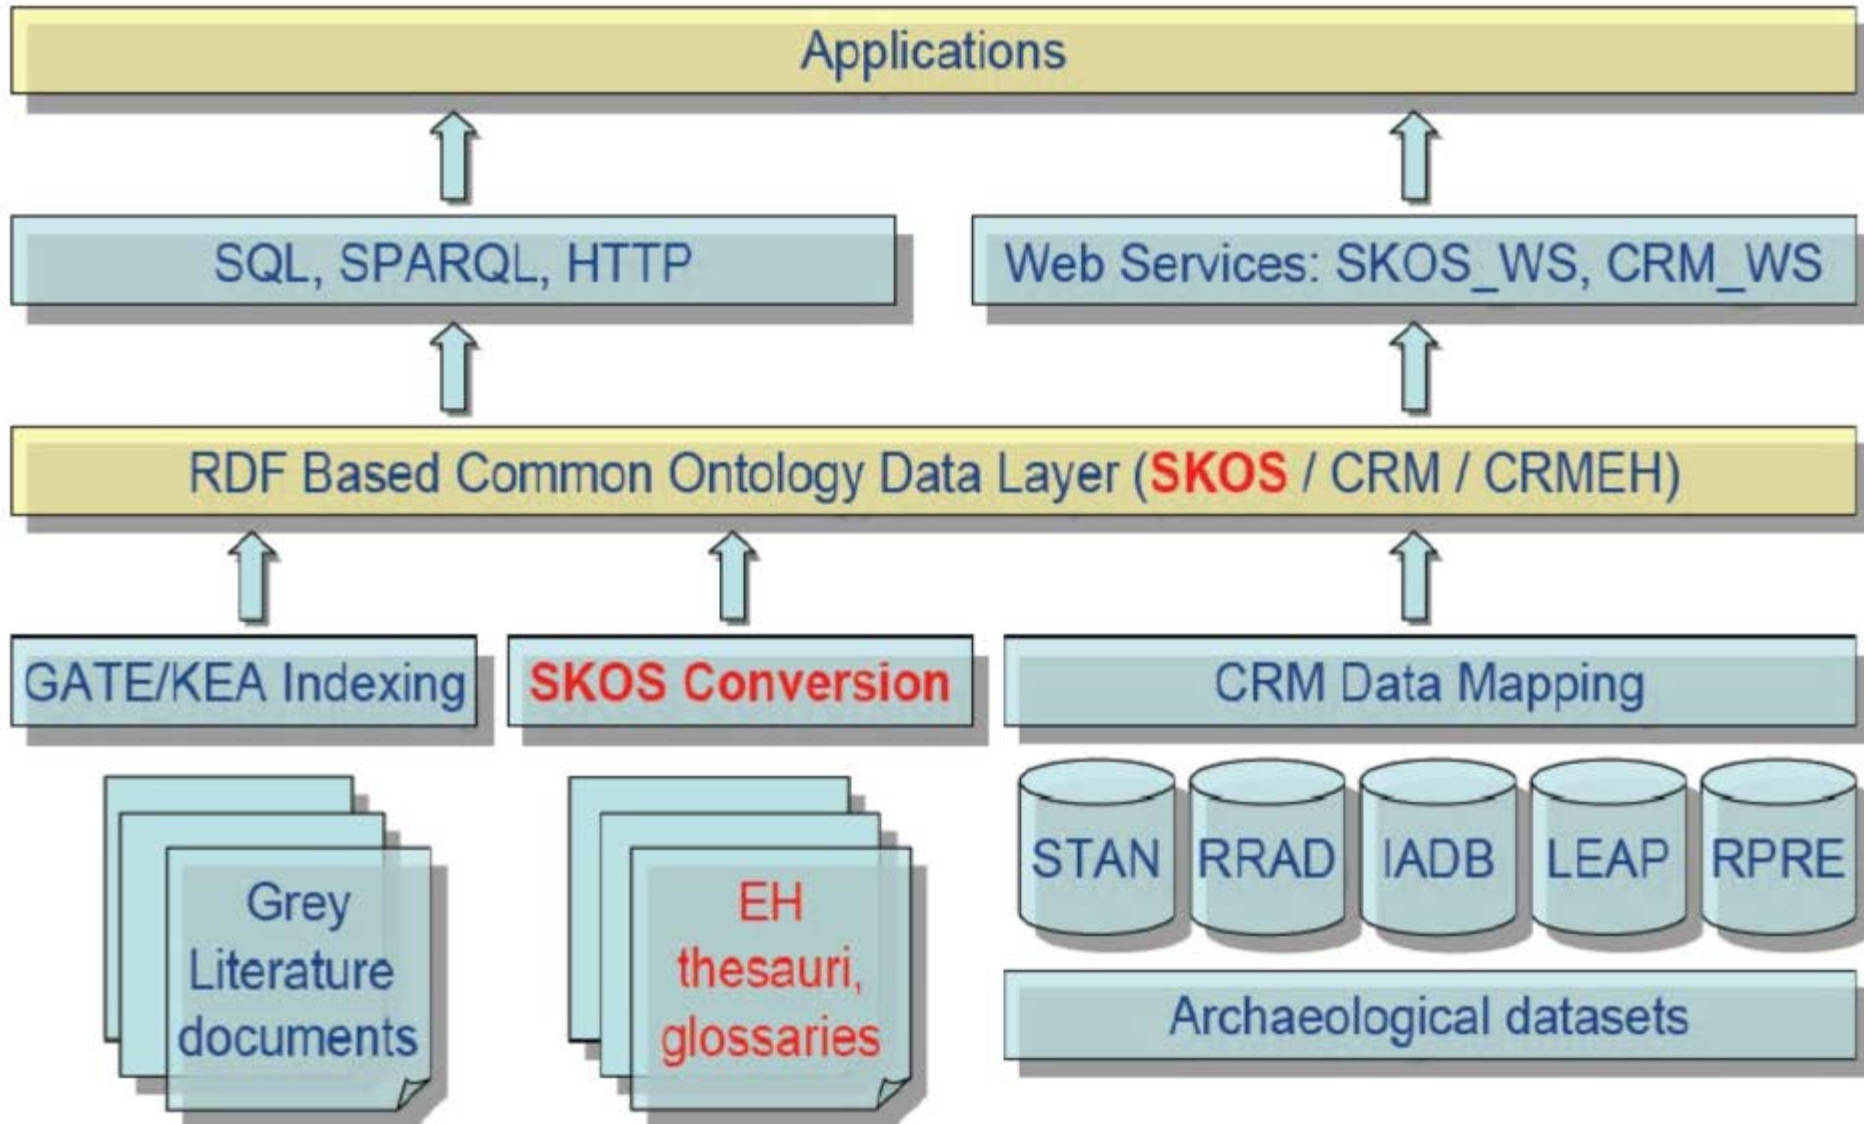 Applications
SQL, SPARQL, HTTP
Web Services: SKOS_WS, CRM_WS
RDF Based Common Ontology Data Layer (SKOS / CRM / CRMEH)
GATE/KEA Indexing
SKOS Conversion
CRM Data Mapping
Grey
Literature
documents
EH
thesauri,
glossaries
STAN
RRAD
IADB
LEAP
RPRE
Archaeological datasets